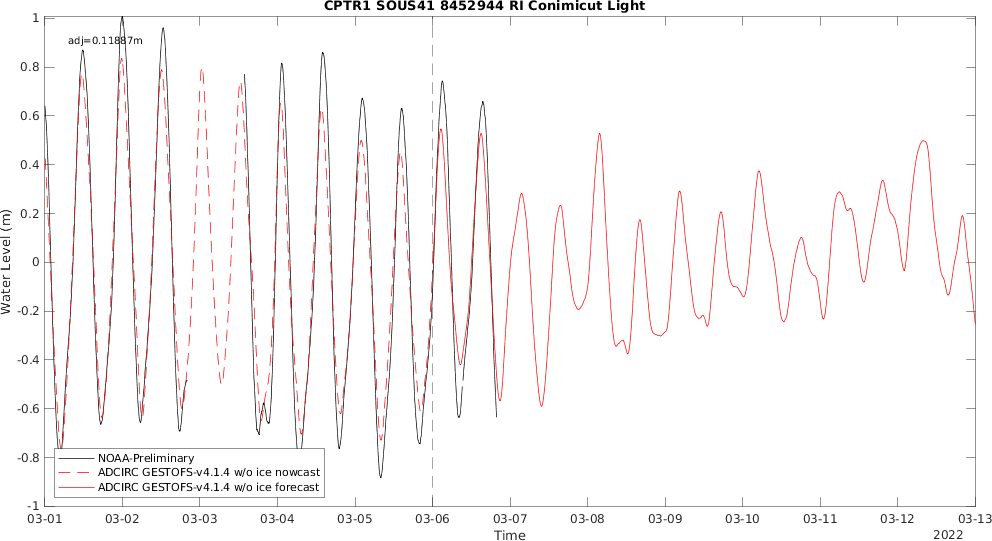 CPTR1 SOUS41 8452944 RI Conimicut Light
adj=0.11887m
1
0.8
0.6
0.4
0.2
0
-0.2
-0.4
-0.6
-0.8
-1
Water Level (m)
NOAA-Preliminary
ADCIRC GESTOFS-v4.1.4 w/o ice nowcast
ADCIRC GESTOFS-v4.1.4 w/o ice forecast
03-01 03-02 03-03 03-04 03-05 03-06 03-07 03-08 03-09 03-10 03-11 03-12 03-13
Time
2022